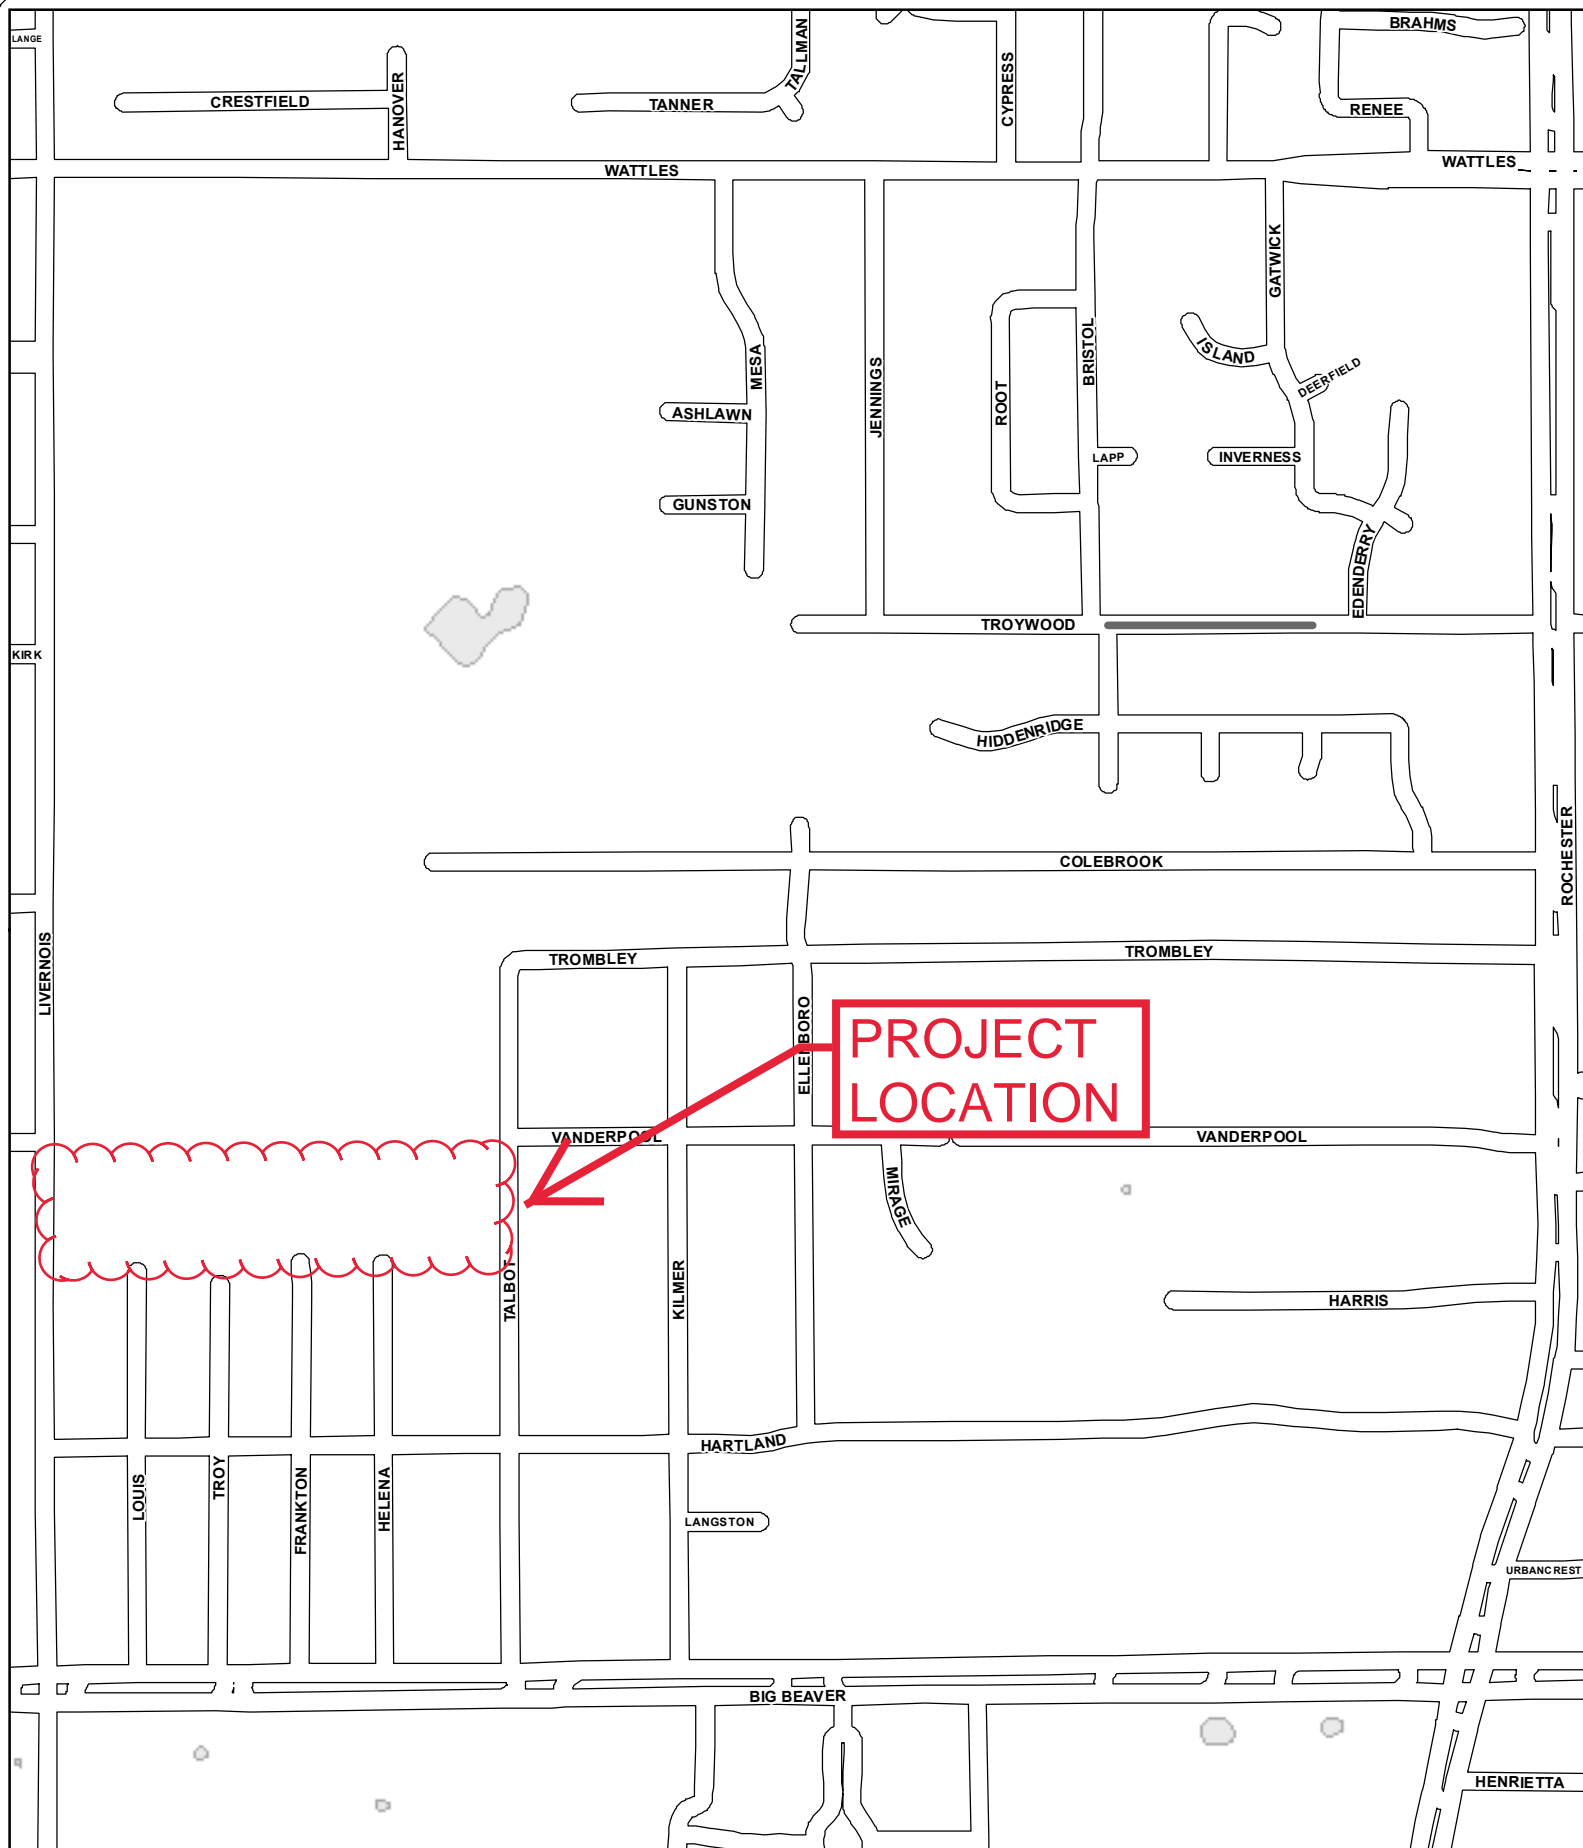 BRAHMS
LANGE
TALLMAN
CYPRESS
CRESTFIELD
HANOVER
TANNER
RENEE
WATTLES
WATTLES
GATWICK
MESA
JENNINGS
ROOT
BRISTOL
ISLAND
DEERFIELD
ASHLAWN
LAPP
INVERNESS
GUNSTON
EDENDERRY
TROYWOOD
KIRK
HIDDENRIDGE
COLEBROOK
ROCHESTER
LIVERNOIS
TROMBLEY
TROMBLEY
ELLENBORO
PROJECT
LOCATION
VANDERPOOL
VANDERPOOL
MIRAGE
TALBOT
KILMER
HARRIS
HARTLAND
LOUIS
TROY
FRANKTON
HELENA
LANGSTON
URBANCREST
BIG BEAVER
HENRIETTA